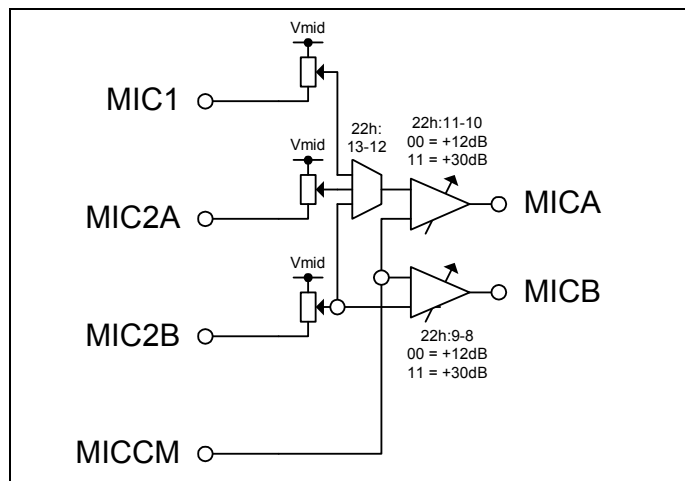 Vmid
MIC1
22h:
13-12
22h:11-10
00 = +12dB
11 = +30dB
Vmid
MIC2A
MICA
Vmid
MICB
MIC2B
22h:9-8
00 = +12dB
11 = +30dB
MICCM